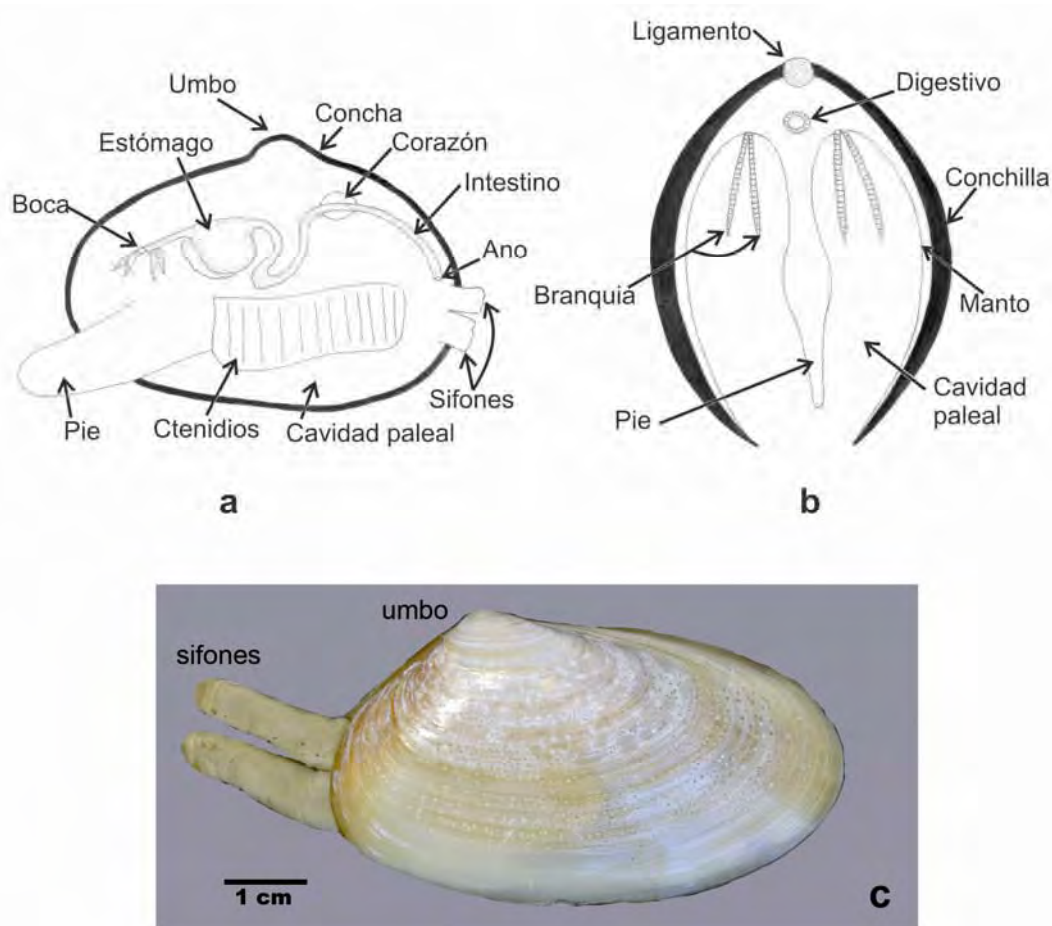 Umbo
Concha
Estómago
Corazón
Intestino
Boca
Ano
Sifones
Pie
Ctenidios
Cavidad paleal
a
Ligamento
Digestivo
Conchilla
Branquia
Manto
Pie
Cavidad
paleal
b
umbo
sifones
1 cm
c